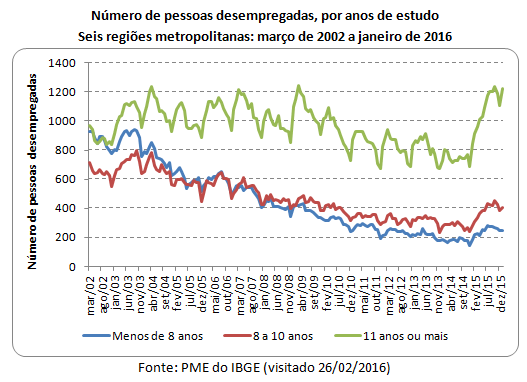 Número de pessoas desempregadas, por anos de estudo
Seis regiões metropolitanas: março de 2002 a janeiro de 2016
Número de pessoas desempregadas
1400
1200
1000
800
600
400
200
0
mar/02
ago/02
jan/03
jun/03
nov/03
abr/04
set/04
fev/05
jul/05
dez/05
mai/06
out/06
mar/07
ago/07
jan/08
jun/08
nov/08
abr/09
set/09
fev/10
jul/10
dez/10
mai/11
out/11
mar/12
ago/12
jan/13
jun/13
nov/13
abr/14
set/14
fev/15
jul/15
dez/15
Menos de 8 anos
8 a 10 anos
11 anos ou mais
Fonte: PME do IBGE (visitado 26/02/2016)